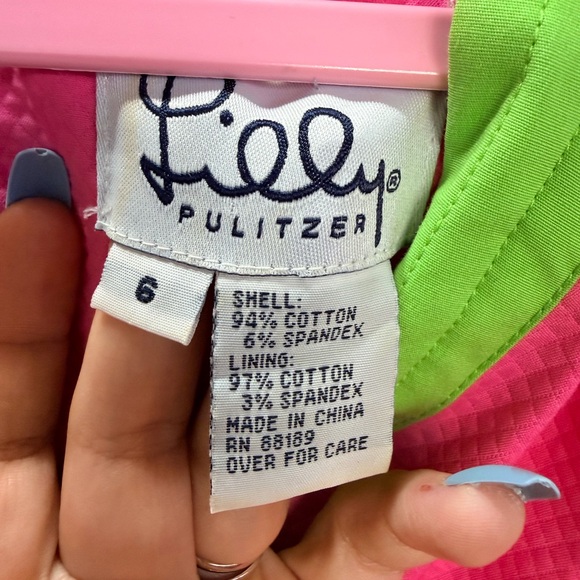 Lilly®
PULITZER
6
SHELL:
94% COTTON
6% SPANDEX
LINING:
97% COTTON
3% SPANDEX
MADE IN CHINA
RN 88189
OVER FOR CARE